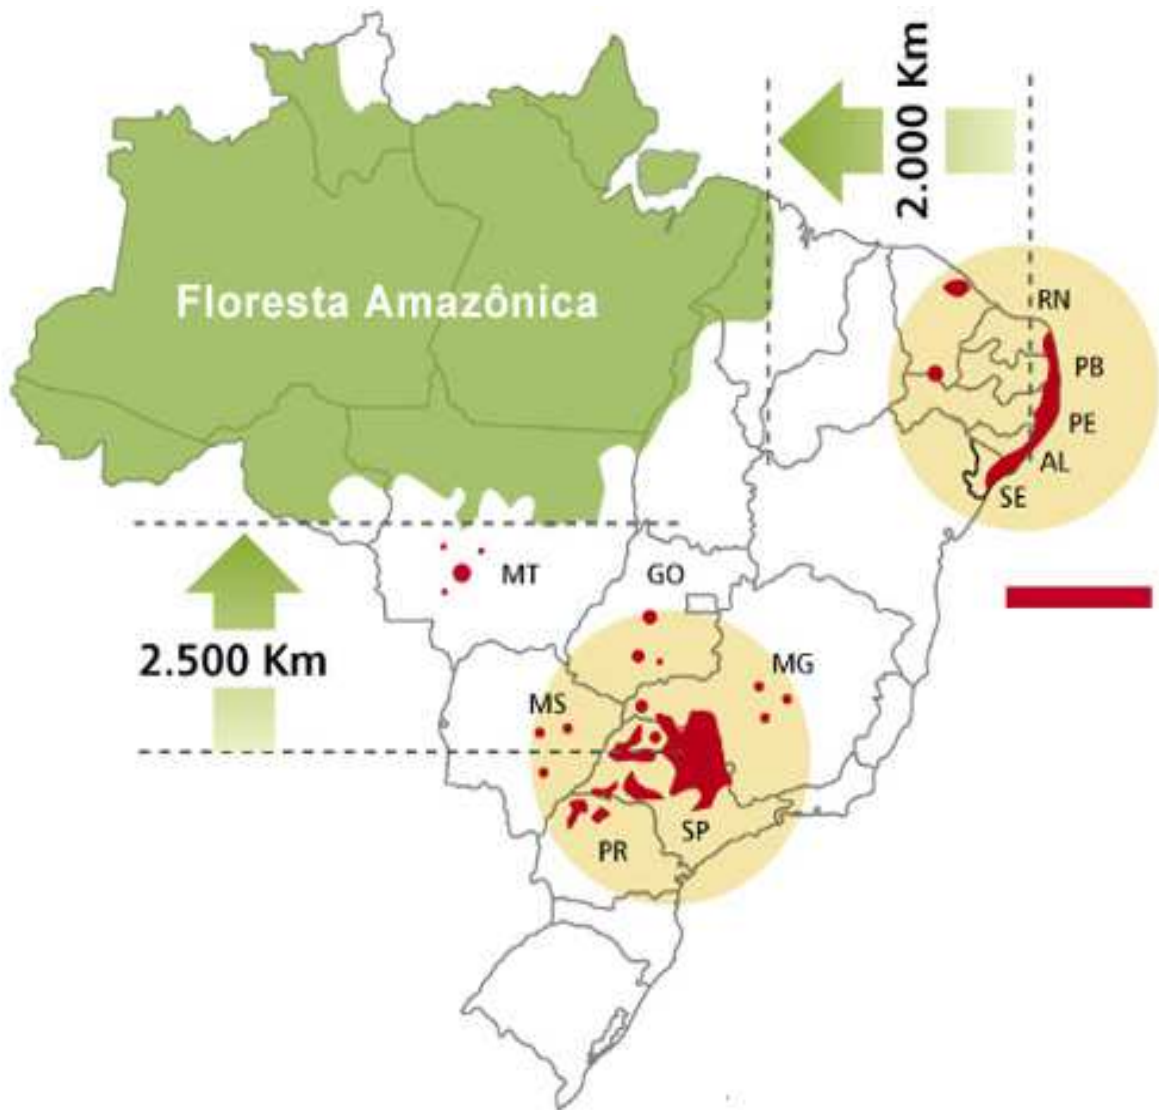 2.000 Km
Floresta Amazônica
RN
PB
PE
AL
SE
MT
GO
2.500 Km
MG
MS
SP
PR